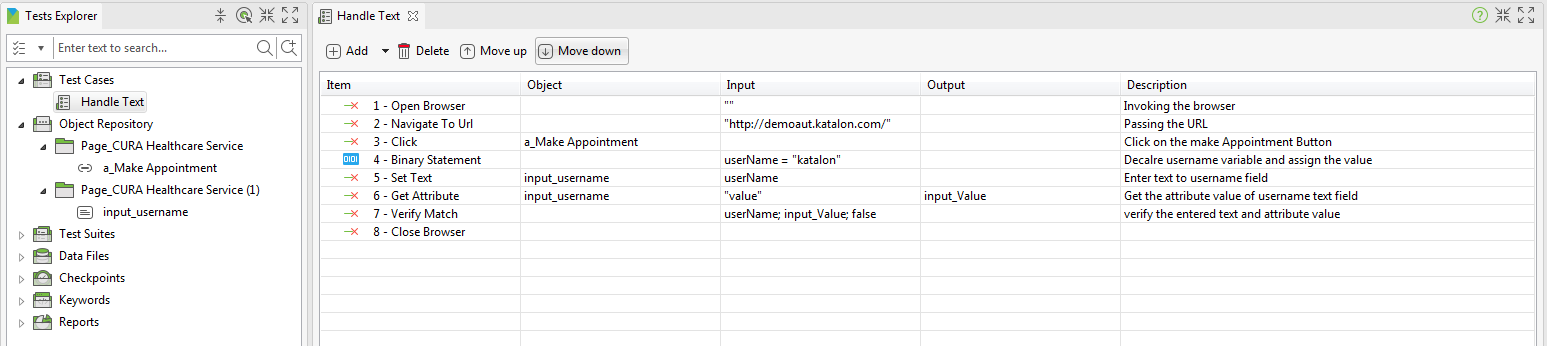 Tests Explorer
Enter text to search...
Test Cases
Handle Text
Object Repository
Page_CURA Healthcare Service
a_Make Appointment
Page_CURA Healthcare Service (1)
input_username
Test Suites
Data Files
Checkpoints
Keywords
Reports
Handle Text
Add Delete Move up Move down
Item Object Input Output Description
1 - Open Browser "" Invoking the browser
2 - Navigate To Url "http://demoaut.katalon.com/" Passing the URL
3 - Click a_Make Appointment Click on the make Appointment Button
4 - Binary Statement userName = "katalon" Decalre username variable and assign the value
5 - Set Text input_username userName Enter text to username field
6 - Get Attribute input_username "value" input_Value Get the attribute value of username text field
7 - Verify Match userName; input_Value; false verify the entered text and attribute value
8 - Close Browser